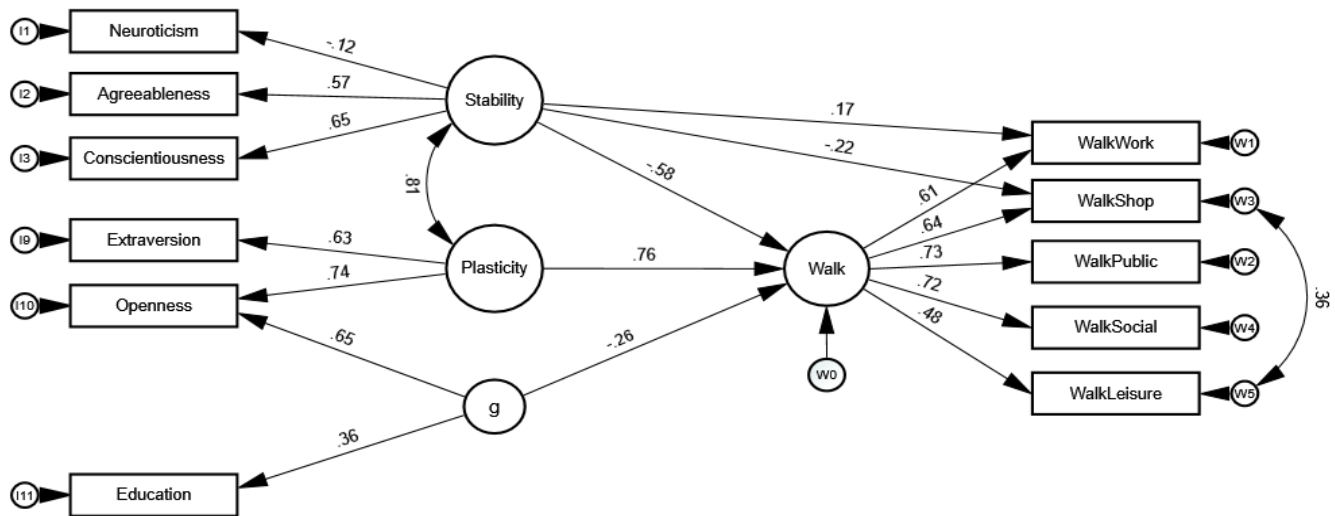 I1
Neuroticism
-.12
I2
Agreeableness
.57
Stability
I3
Conscientiousness
.65
.17
-.22
WalkWork
W1
.81
-.58
.61
WalkShop
W3
.64
I9
Extraversion
.63
Plasticity
.76
Walk
.73
WalkPublic
W2
I10
Openness
.74
.72
WalkSocial
W4
.36
.65
-.26
.48
W0
WalkLeisure
W5
g
.36
I11
Education